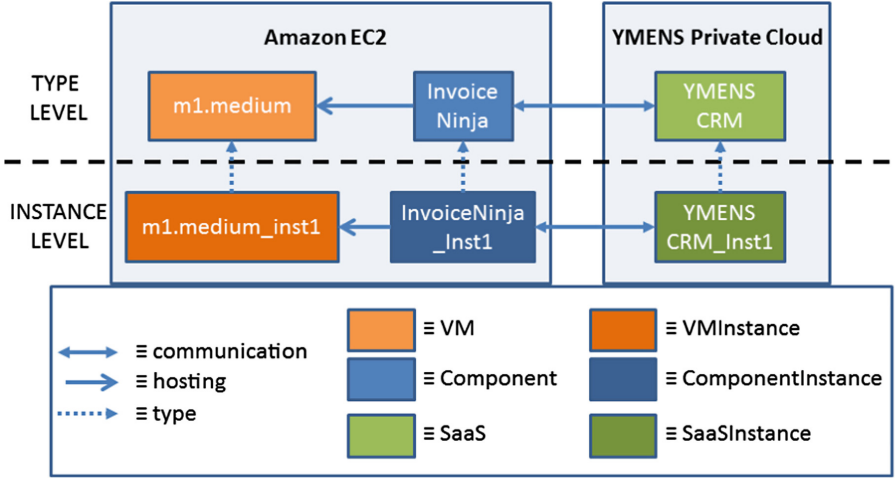 Amazon EC2
YMENS Private Cloud
TYPE
LEVEL
m1.medium
Invoice
Ninja
YMENS
CRM
INSTANCE
LEVEL
m1.medium_inst1
InvoiceNinja
_Inst1
YMENS
CRM_Inst1
≡ communication
≡ hosting
≡ type
≡ VM
≡ Component
≡ SaaS
≡ VMInstance
≡ ComponentInstance
≡ SaaSInstance